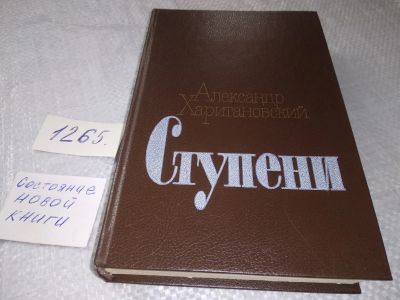 Александр
Харитановский
Ступени
1265.
Состояние
новой
книги